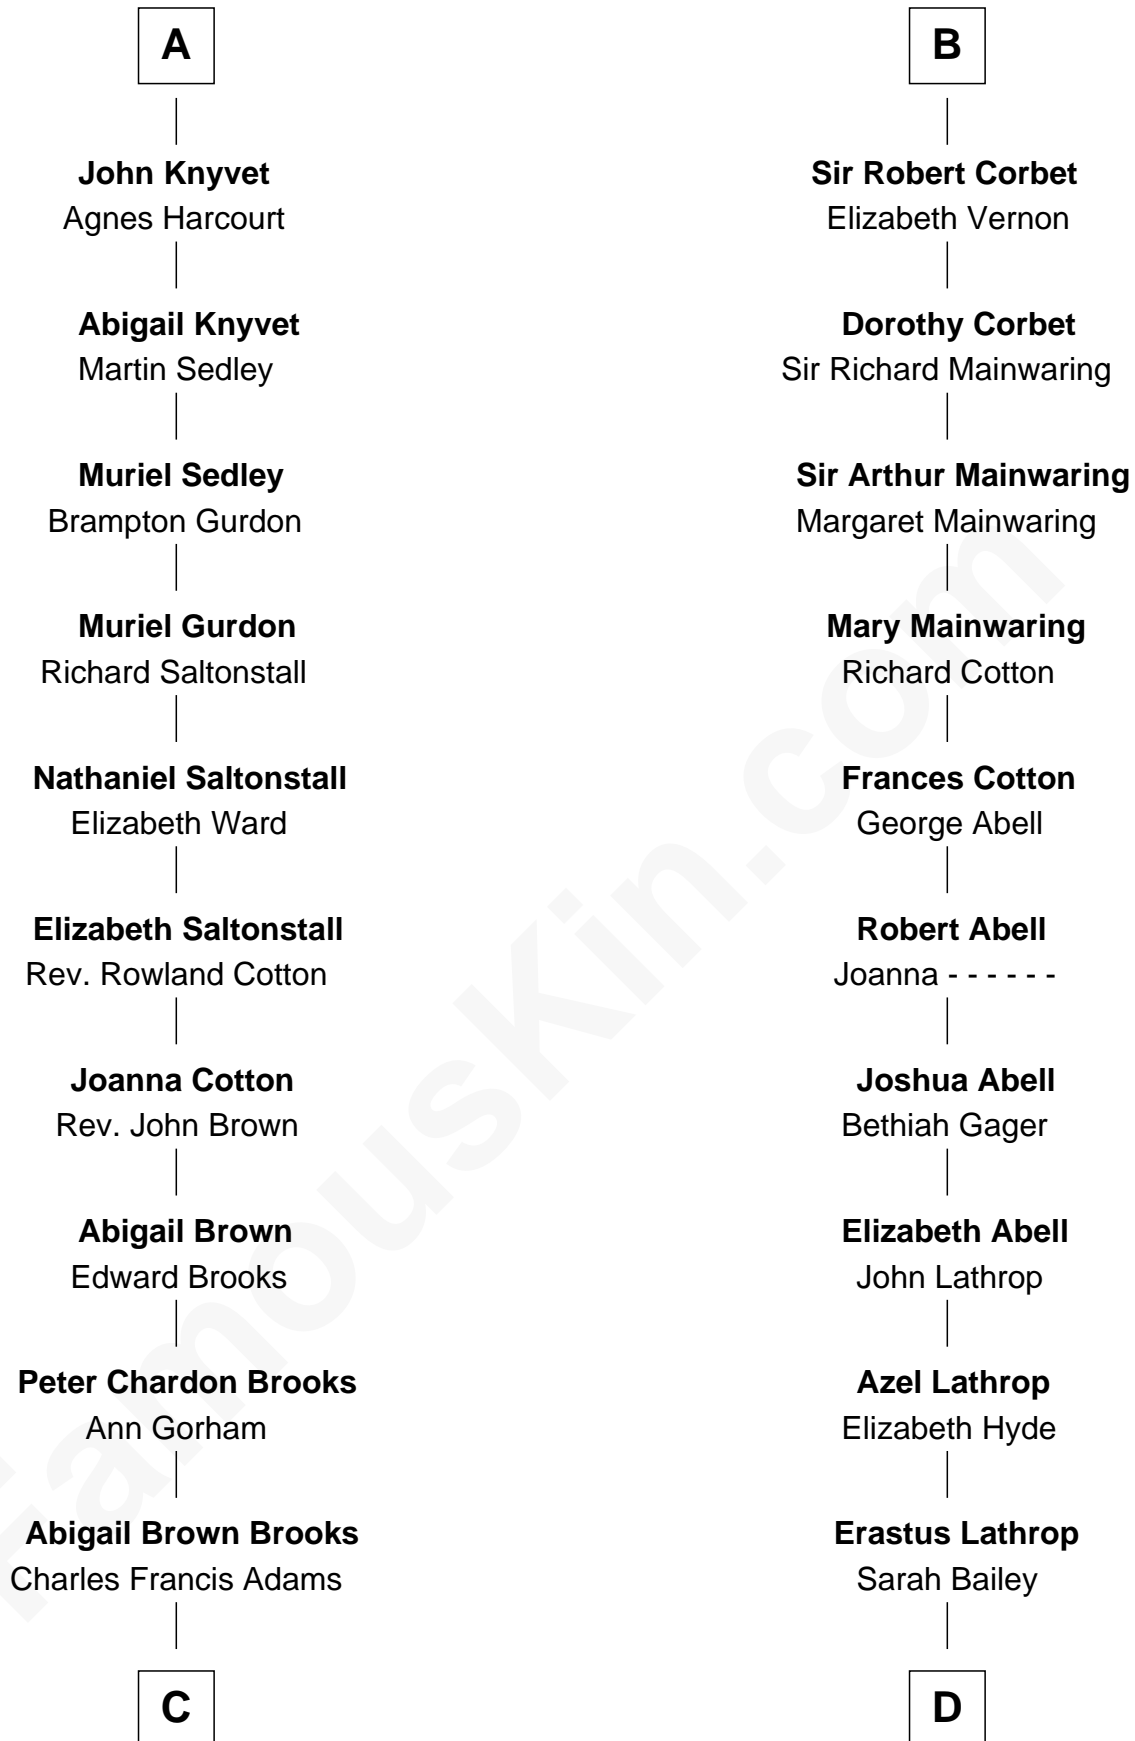 A
John Knyvet
Agnes Harcourt
Abigail Knyvet
Martin Sedley
Muriel Sedley
Brampton Gurdon
Muriel Gurdon
Richard Saltonstall
Nathaniel Saltonstall
Elizabeth Ward
Elizabeth Saltonstall
Rev. Rowland Cotton
Joanna Cotton
Rev. John Brown
Abigail Brown
Edward Brooks
Peter Chardon Brooks
Ann Gorham
Abigail Brown Brooks
Charles Francis Adams
C
B
Sir Robert Corbet
Elizabeth Vernon
Dorothy Corbet
Sir Richard Mainwaring
Sir Arthur Mainwaring
Margaret Mainwaring
Mary Mainwaring
Richard Cotton
Frances Cotton
George Abell
Robert Abell
Joanna - - - - - -
Joshua Abell
Bethiah Gager
Elizabeth Abell
John Lathrop
Azel Lathrop
Elizabeth Hyde
Erastus Lathrop
Sarah Bailey
D
FamousKin.com